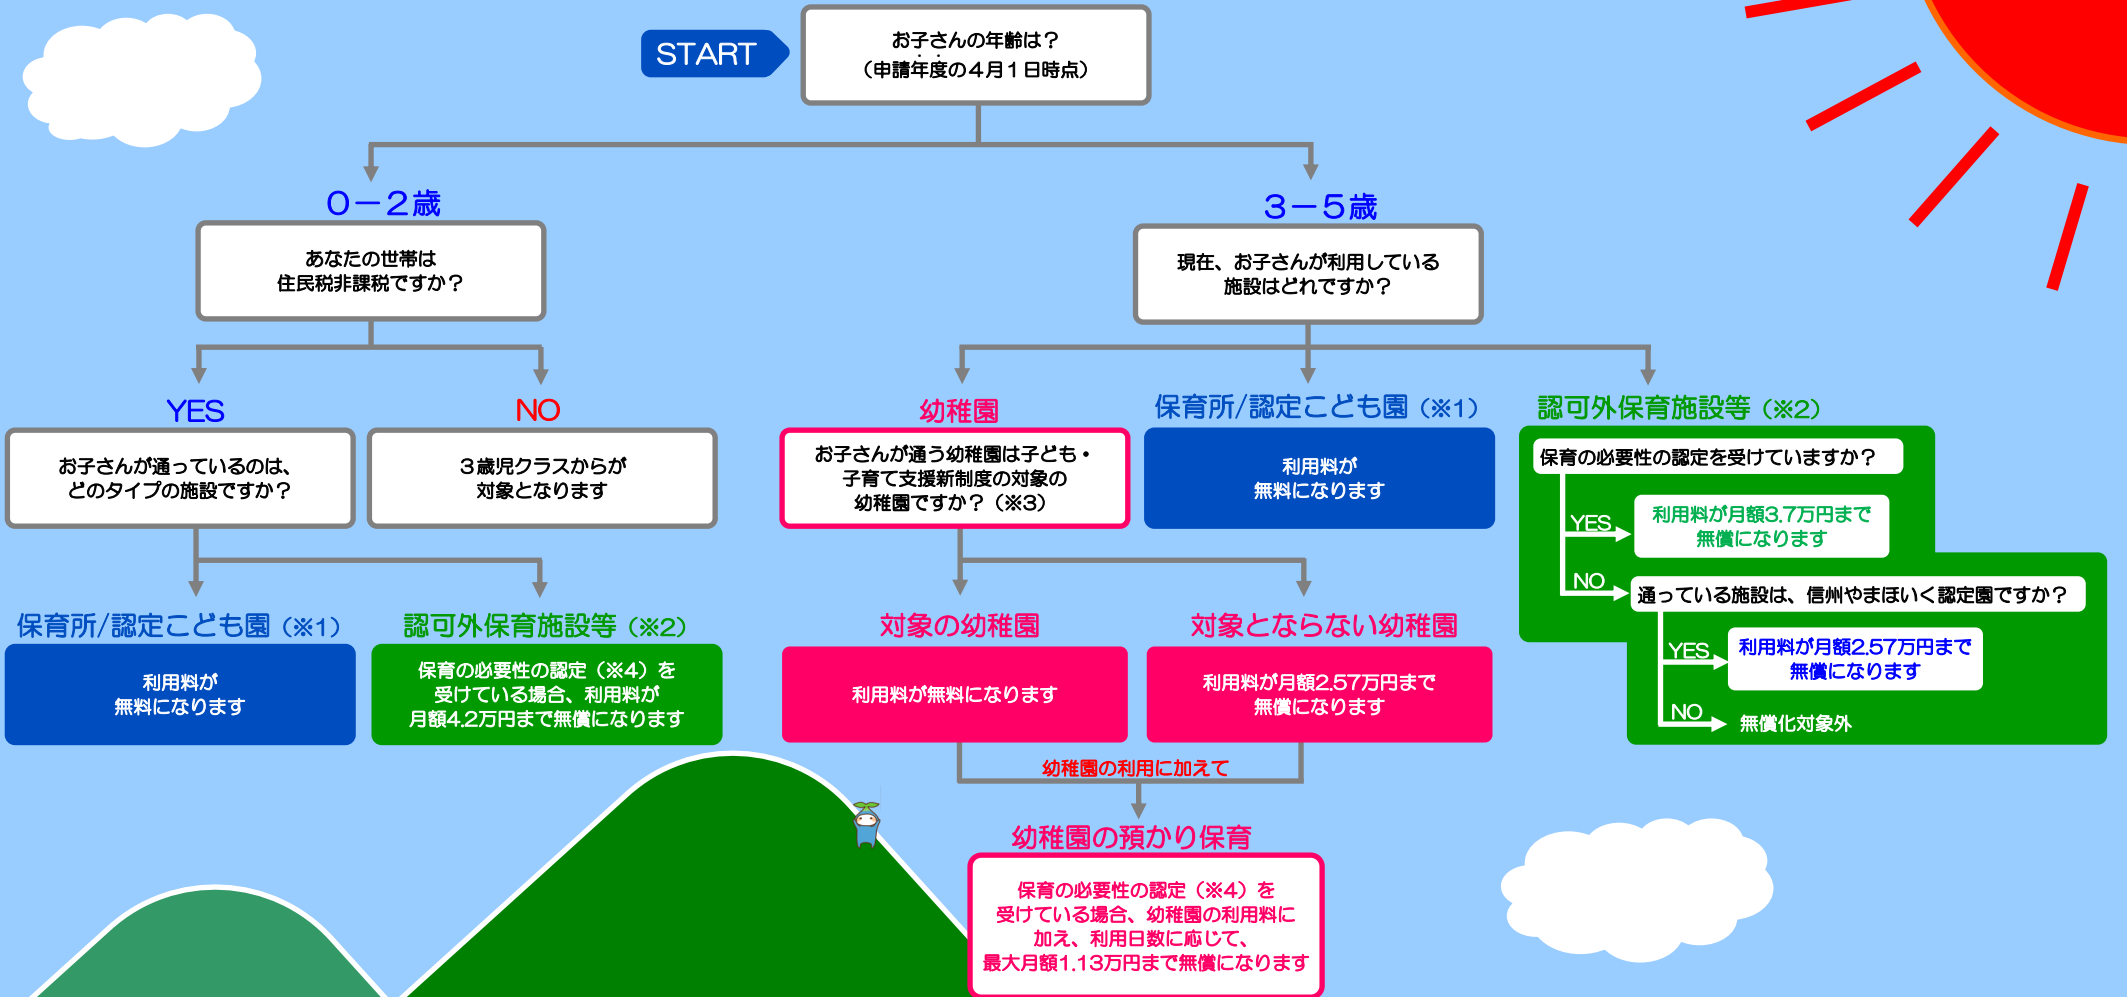 START
お子さんの年齢は？
（申請年度の４月１日時点）
０－２歳
３－５歳
あなたの世帯は
住民税非課税ですか？
現在、お子さんが利用している
施設はどれですか？
YES
NO
幼稚園
保育所/認定こども園（※1）
認可外保育施設等（※2）
お子さんが通っているのは、
どのタイプの施設ですか？
３歳児クラスからが
対象となります
お子さんが通う幼稚園は子ども・
子育て支援新制度の対象の
幼稚園ですか？（※3）
利用料が
無料になります
保育の必要性の認定を受けていますか？
YES
利用料が月額3.7万円まで
無償になります
NO
通っている施設は、信州やまほいく認定園ですか？
YES
利用料が月額2.57万円まで
無償になります
NO
無償化対象外
保育所/認定こども園（※1）
認可外保育施設等（※2）
対象の幼稚園
対象とならない幼稚園
利用料が
無料になります
保育の必要性の認定（※4）を
受けている場合、利用料が
月額4.2万円まで無償になります
利用料が無料になります
利用料が月額2.57万円まで
無償になります
幼稚園の利用に加えて
幼稚園の預かり保育
保育の必要性の認定（※4）を
受けている場合、幼稚園の利用料に
加え、利用日数に応じて、
最大月額1.13万円まで無償になります